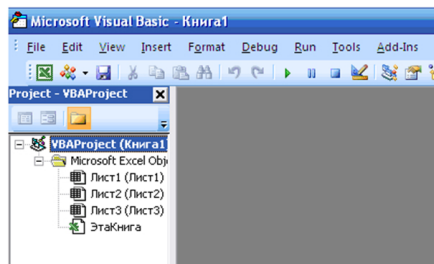 Microsoft Visual Basic - Книга1
File Edit View Insert Format Debug Run Tools Add-Ins
Project - VBAProject
VBAProject (Книга1
Microsoft Excel Obj
Лист1 (Лист1)
Лист2 (Лист2)
Лист3 (Лист3)
ЭтаКнига